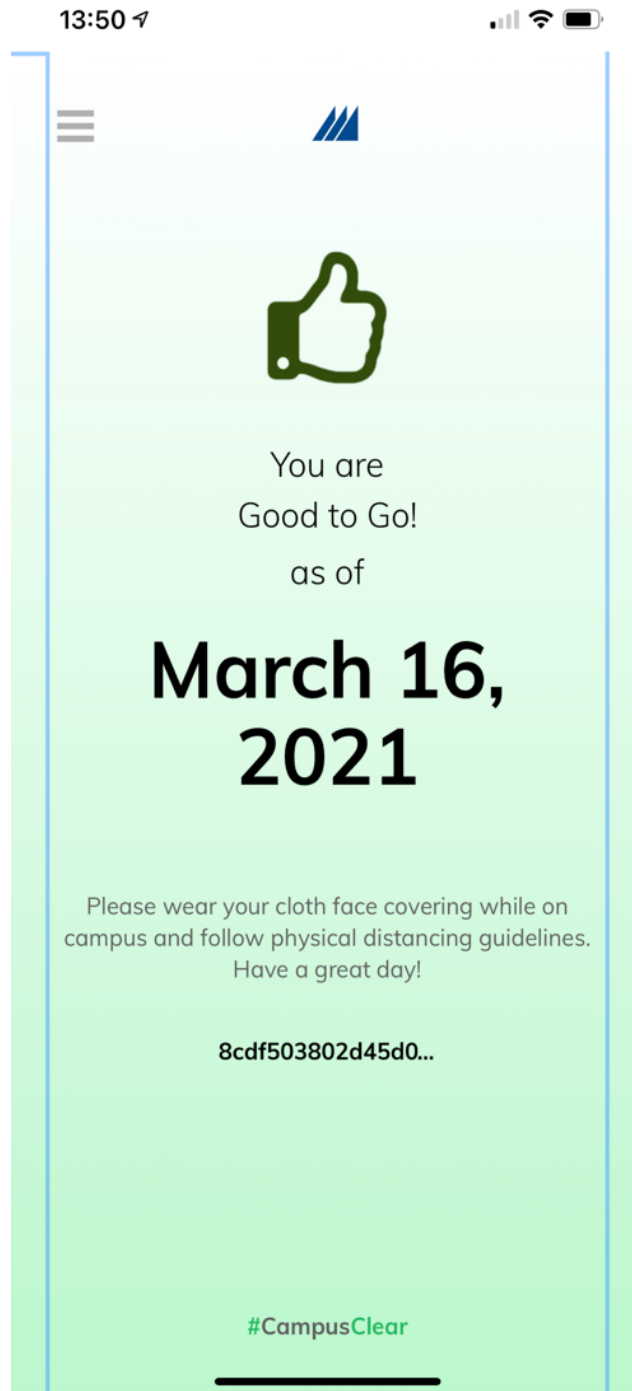 13:50
You are
Good to Go!
as of
March 16,
2021
Please wear your cloth face covering while on
campus and follow physical distancing guidelines.
Have a great day!
8cdf503802d45d0...
#CampusClear